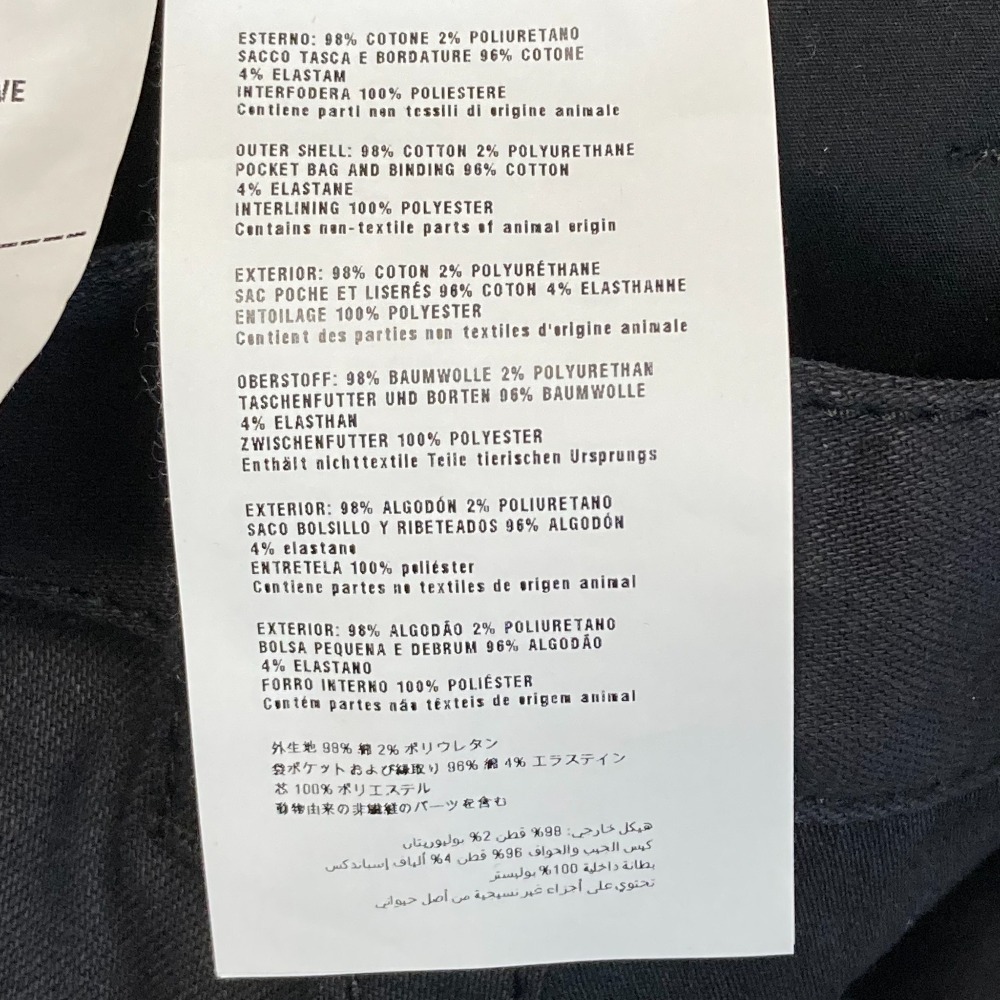 VE
ESTERNO: 98% COTONE 2% POLIURETANO
SACCO TASCA E BORDATURE 96% COTONE
4% ELASTAM
INTERFODERA 100% POLIESTERE
Contiene parti non tessili di origine animale
OUTER SHELL: 98% COTTON 2% POLYURETHANE
POCKET BAG AND BINDING 96% COTTON
4% ELASTANE
INTERLINING 100% POLYESTER
Contains non-textile parts of animal origin
EXTERIOR: 98% COTON 2% POLYURÉTHANE
SAC POCHE ET LISERÉS 96% COTON 4% ELASTHANNE
ENTOILAGE 100% POLYESTER
Contient des parties non textiles d'origine animale
OBERSTOFF: 98% BAUMWOLLE 2% POLYURETHAN
TASCHENFUTTER UND BORTEN 96% BAUMWOLLE
4% ELASTHAN
ZWISCHENFUTTER 100% POLYESTER
Enthält nichttextile Teile tierischen Ursprungs
EXTERIOR: 98% ALGODÓN 2% POLIURETANO
SACO BOLSILLO Y RIBETEADOS 96% ALGODÓN
4% elastano
ENTRETELA 100% poliéster
Contiene partes no textiles de origen animal
EXTERIOR: 98% ALGODÃO 2% POLIURETANO
BOLSA PEQUENA E DEBRUM 96% ALGODÃO
4% ELASTANO
FORRO INTERNO 100% POLIÉSTER
Contém partes não têxteis de origem animal
外生地 98% 綿 2% ポリウレタン
袋ポケットおよび縁取り 96% 綿 4% エラステイン
芯 100% ポリエステル
動物由来の非繊維のパーツを含む
هيكل خارجي: 98% قطن 2% بوليوريتان
كيس الجيب والحواف 96% قطن 4% ألياف إسباندكس
بطانة داخلية 100% بوليستر
تحتوي على أجزاء غير نسيجية من أصل حيواني